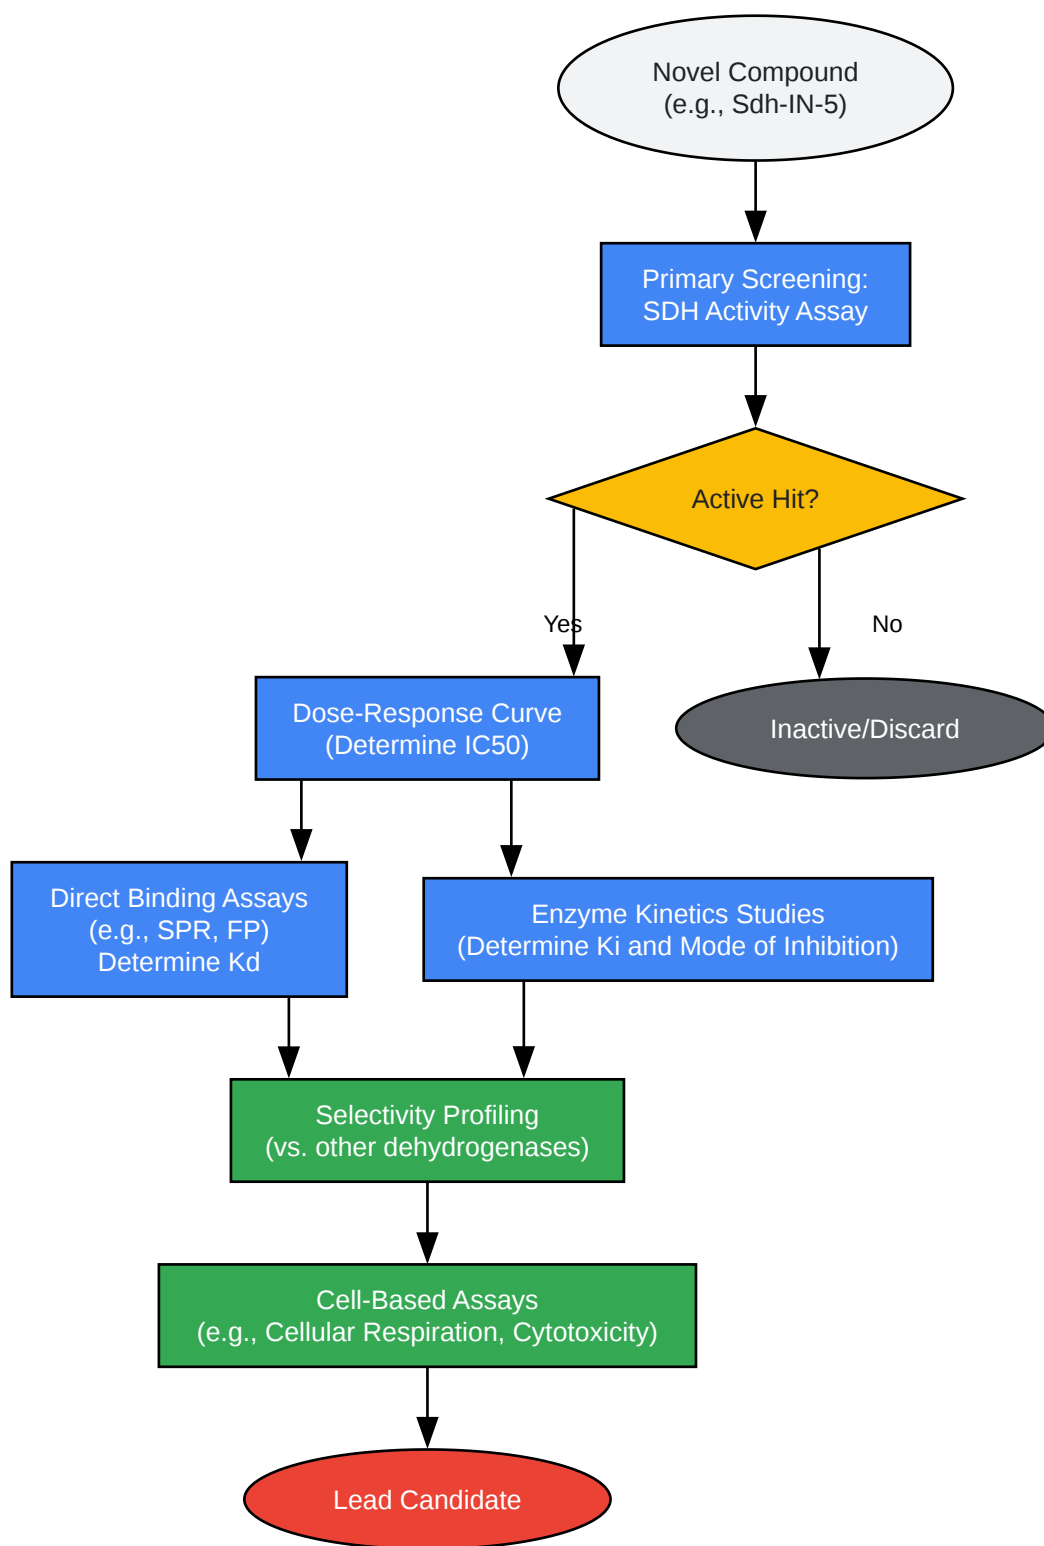 Novel Compound
(e.g., Sdh-IN-5)
Primary Screening:
SDH Activity Assay
Active Hit?
Yes
No
Dose-Response Curve
(Determine IC50)
Inactive/Discard
Direct Binding Assays
(e.g., SPR, FP)
Determine Kd
Enzyme Kinetics Studies
(Determine Ki and Mode of Inhibition)
Selectivity Profiling
(vs. other dehydrogenases)
Cell-Based Assays
(e.g., Cellular Respiration, Cytotoxicity)
Lead Candidate